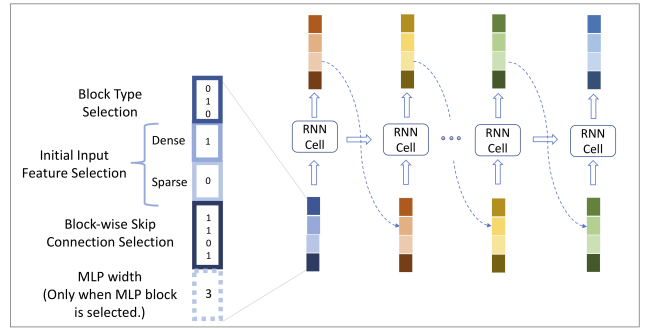 Block Type
Selection
0
1
0
Initial Input
Feature Selection
Dense
1
Sparse
0
Block-wise Skip
Connection Selection
1
1
0
1
MLP width
(Only when MLP block
is selected.)
3
RNN
Cell
RNN
Cell
RNN
Cell
RNN
Cell